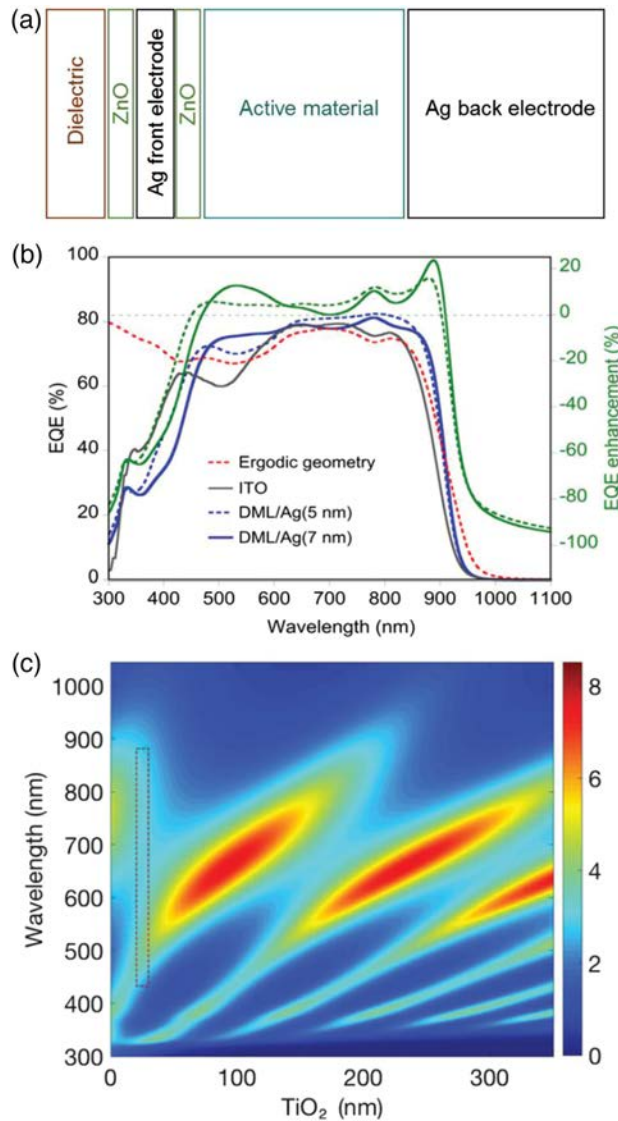 (a)
Dielectric
ZnO
Ag front electrode
ZnO
Active material
Ag back electrode
(b)
100
80
60
40
20
0
EQE (%)
20
0
-20
-40
-60
-80
-100
EQE enhancement (%)
Ergodic geometry
ITO
DML/Ag(5 nm)
DML/Ag(7 nm)
300 400 500 600 700 800 900 1000 1100
Wavelength (nm)
(c)
1000
900
800
700
600
500
400
300
Wavelength (nm)
0 100 200 300
TiO₂ (nm)
8
6
4
2
0